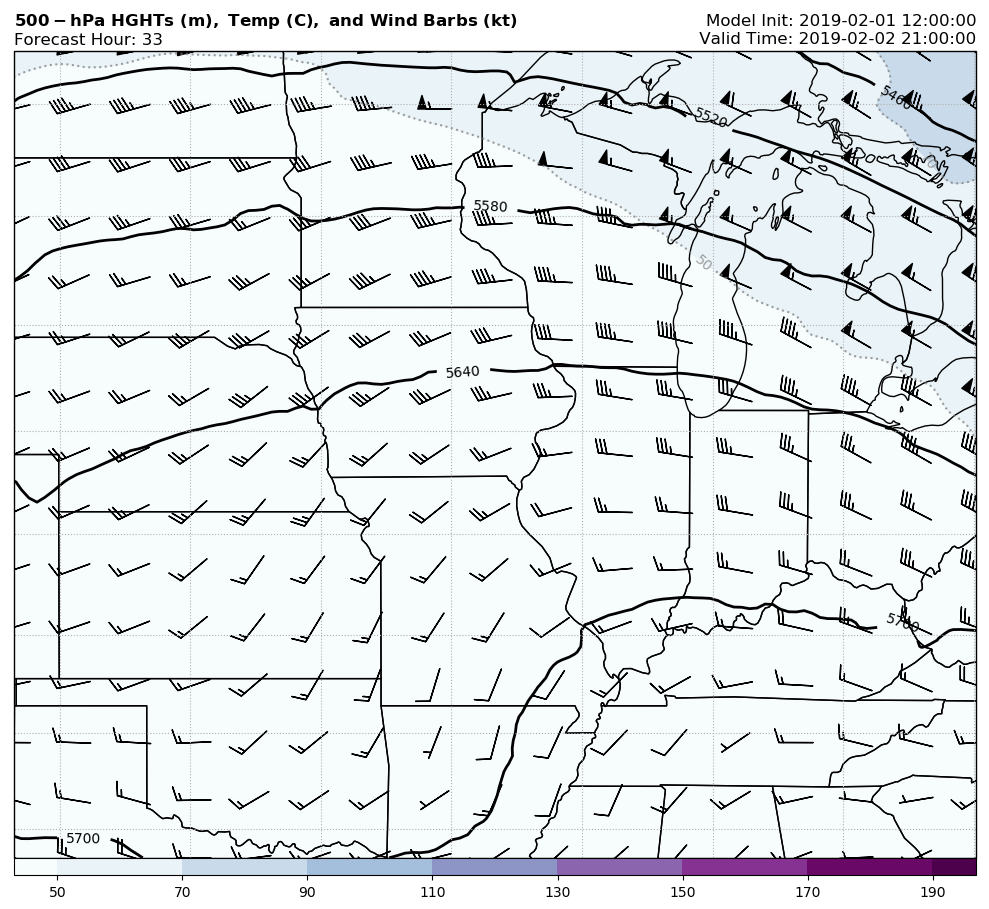 500-hPa HGHTs (m), Temp (C), and Wind Barbs (kt)
Model Init: 2019-02-01 12:00:00
Forecast Hour: 33
Valid Time: 2019-02-02 21:00:00
5460
5520
5580
50
5640
5700
5700
50 70 90 110 130 150 170 190